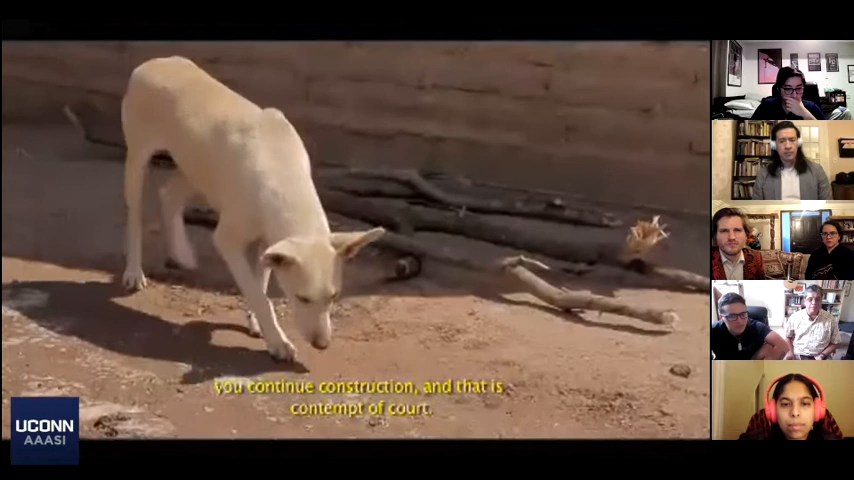 you continue construction, and that is
contempt of court.
UCONN
AAASI